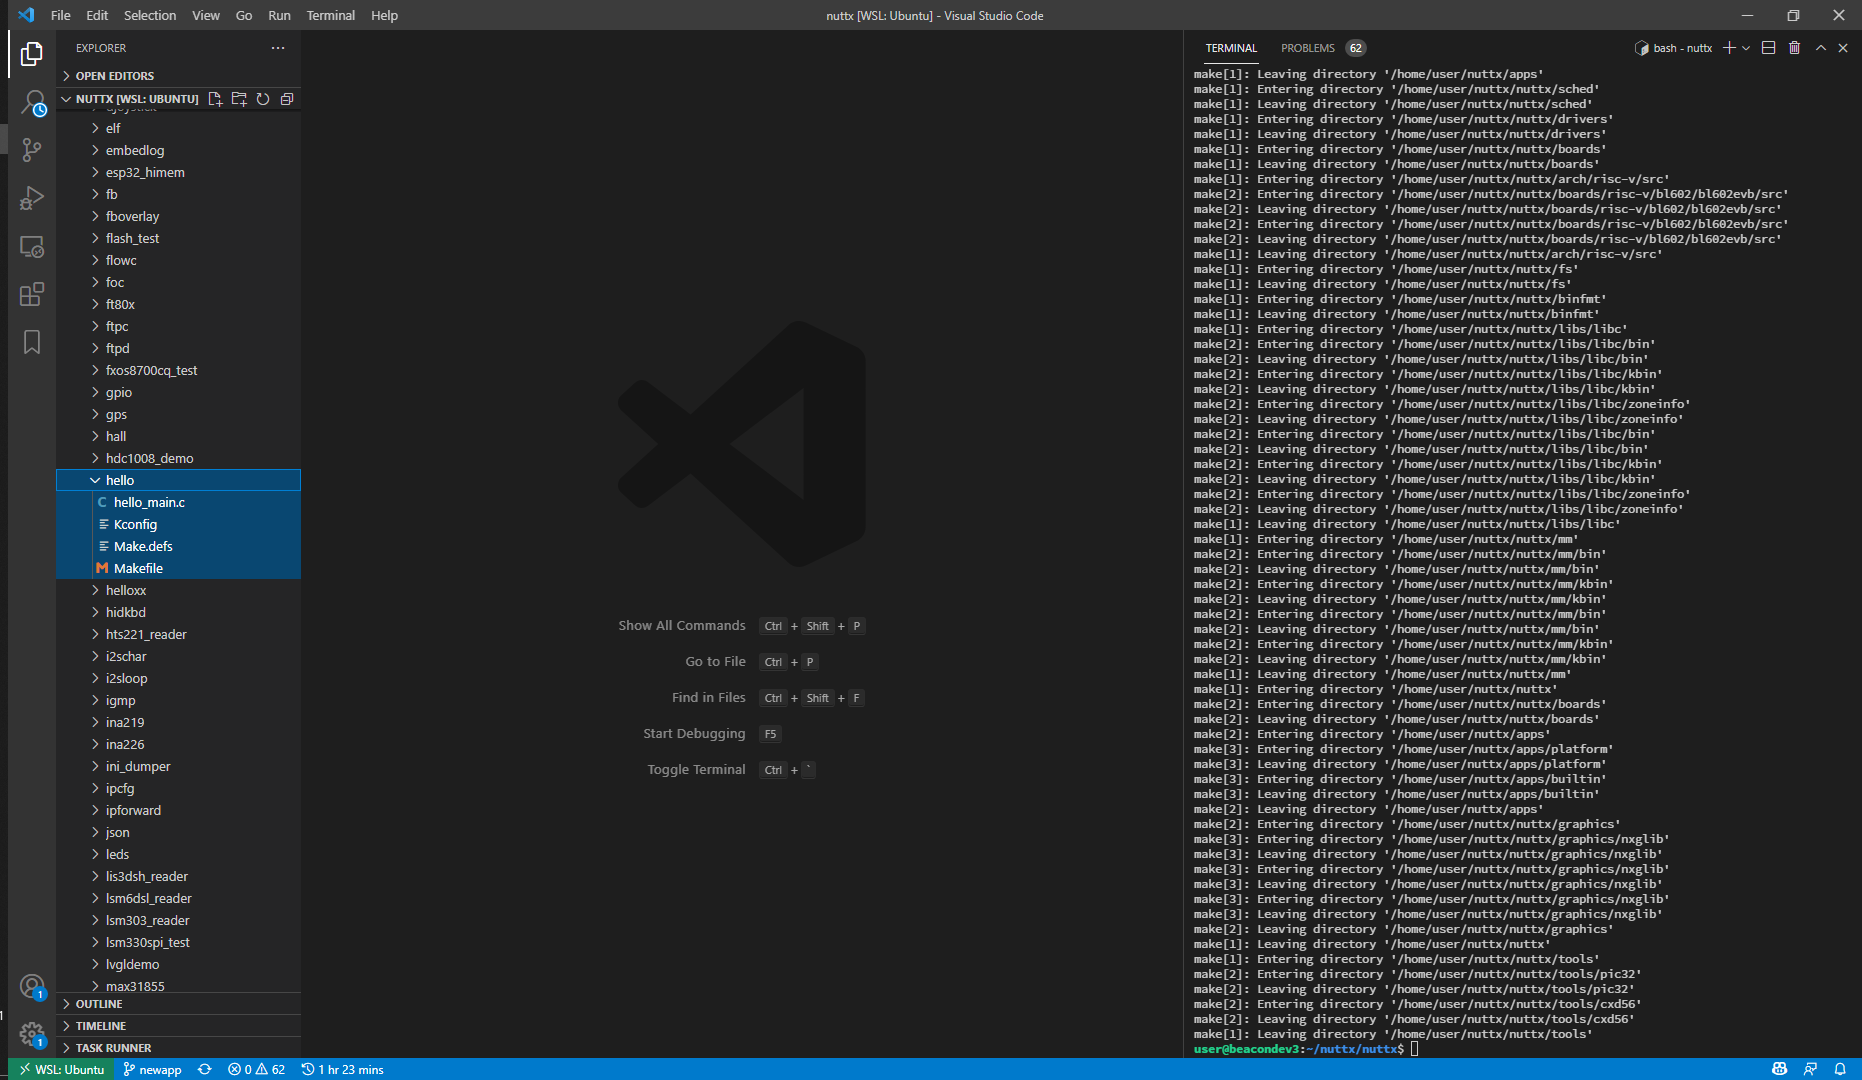 File Edit Selection View Go Run Terminal Help
nuttx [WSL: Ubuntu] - Visual Studio Code
EXPLORER
OPEN EDITORS
NUTTX [WSL: UBUNTU]
elf
embedlog
esp32_himem
fb
fboverlay
flash_test
flowc
foc
ft80x
ftpc
ftpd
fxos8700cq_test
gpio
gps
hall
hdc1008_demo
hello
C hello_main.c
Kconfig
Make.defs
M Makefile
helloxx
hidkbd
hts221_reader
i2schar
i2sloop
igmp
ina219
ina226
ini_dumper
ipcfg
ipforward
json
leds
lis3dsh_reader
lsm6dsl_reader
lsm303_reader
lsm330spi_test
lvgldemo
max31855
OUTLINE
TIMELINE
TASK RUNNER
1
1
1
Show All Commands Ctrl + Shift + P
Go to File Ctrl + P
Find in Files Ctrl + Shift + F
Start Debugging F5
Toggle Terminal Ctrl + `
TERMINAL PROBLEMS 62
bash - nuttx
make[1]: Leaving directory '/home/user/nuttx/apps'
make[1]: Entering directory '/home/user/nuttx/nuttx/sched'
make[1]: Leaving directory '/home/user/nuttx/nuttx/sched'
make[1]: Entering directory '/home/user/nuttx/nuttx/drivers'
make[1]: Leaving directory '/home/user/nuttx/nuttx/drivers'
make[1]: Entering directory '/home/user/nuttx/nuttx/boards'
make[1]: Leaving directory '/home/user/nuttx/nuttx/boards'
make[1]: Entering directory '/home/user/nuttx/nuttx/arch/risc-v/src'
make[2]: Entering directory '/home/user/nuttx/nuttx/boards/risc-v/bl602/bl602evb/src'
make[2]: Leaving directory '/home/user/nuttx/nuttx/boards/risc-v/bl602/bl602evb/src'
make[2]: Entering directory '/home/user/nuttx/nuttx/boards/risc-v/bl602/bl602evb/src'
make[2]: Leaving directory '/home/user/nuttx/nuttx/boards/risc-v/bl602/bl602evb/src'
make[1]: Leaving directory '/home/user/nuttx/nuttx/arch/risc-v/src'
make[1]: Entering directory '/home/user/nuttx/nuttx/fs'
make[1]: Leaving directory '/home/user/nuttx/nuttx/fs'
make[1]: Entering directory '/home/user/nuttx/nuttx/binfmt'
make[1]: Leaving directory '/home/user/nuttx/nuttx/binfmt'
make[1]: Entering directory '/home/user/nuttx/nuttx/libs/libc'
make[2]: Entering directory '/home/user/nuttx/nuttx/libs/libc/bin'
make[2]: Leaving directory '/home/user/nuttx/nuttx/libs/libc/bin'
make[2]: Entering directory '/home/user/nuttx/nuttx/libs/libc/kbin'
make[2]: Leaving directory '/home/user/nuttx/nuttx/libs/libc/kbin'
make[2]: Entering directory '/home/user/nuttx/nuttx/libs/libc/zoneinfo'
make[2]: Leaving directory '/home/user/nuttx/nuttx/libs/libc/zoneinfo'
make[2]: Entering directory '/home/user/nuttx/nuttx/libs/libc/bin'
make[2]: Leaving directory '/home/user/nuttx/nuttx/libs/libc/bin'
make[2]: Entering directory '/home/user/nuttx/nuttx/libs/libc/kbin'
make[2]: Leaving directory '/home/user/nuttx/nuttx/libs/libc/kbin'
make[2]: Entering directory '/home/user/nuttx/nuttx/libs/libc/zoneinfo'
make[2]: Leaving directory '/home/user/nuttx/nuttx/libs/libc/zoneinfo'
make[1]: Leaving directory '/home/user/nuttx/nuttx/libs/libc'
make[1]: Entering directory '/home/user/nuttx/nuttx/mm'
make[2]: Entering directory '/home/user/nuttx/nuttx/mm/bin'
make[2]: Leaving directory '/home/user/nuttx/nuttx/mm/bin'
make[2]: Entering directory '/home/user/nuttx/nuttx/mm/kbin'
make[2]: Leaving directory '/home/user/nuttx/nuttx/mm/kbin'
make[2]: Entering directory '/home/user/nuttx/nuttx/mm/bin'
make[2]: Leaving directory '/home/user/nuttx/nuttx/mm/bin'
make[2]: Entering directory '/home/user/nuttx/nuttx/mm/kbin'
make[2]: Leaving directory '/home/user/nuttx/nuttx/mm/kbin'
make[1]: Leaving directory '/home/user/nuttx/nuttx/mm'
make[1]: Entering directory '/home/user/nuttx/nuttx'
make[2]: Entering directory '/home/user/nuttx/nuttx/boards'
make[2]: Leaving directory '/home/user/nuttx/nuttx/boards'
make[2]: Entering directory '/home/user/nuttx/apps'
make[3]: Entering directory '/home/user/nuttx/apps/platform'
make[3]: Leaving directory '/home/user/nuttx/apps/platform'
make[3]: Entering directory '/home/user/nuttx/apps/builtin'
make[3]: Leaving directory '/home/user/nuttx/apps/builtin'
make[2]: Leaving directory '/home/user/nuttx/apps'
make[2]: Entering directory '/home/user/nuttx/nuttx/graphics'
make[3]: Entering directory '/home/user/nuttx/nuttx/graphics/nxglib'
make[3]: Leaving directory '/home/user/nuttx/nuttx/graphics/nxglib'
make[3]: Entering directory '/home/user/nuttx/nuttx/graphics/nxglib'
make[3]: Leaving directory '/home/user/nuttx/nuttx/graphics/nxglib'
make[3]: Entering directory '/home/user/nuttx/nuttx/graphics/nxglib'
make[3]: Leaving directory '/home/user/nuttx/nuttx/graphics/nxglib'
make[2]: Leaving directory '/home/user/nuttx/nuttx/graphics'
make[1]: Leaving directory '/home/user/nuttx/nuttx'
make[1]: Entering directory '/home/user/nuttx/nuttx/tools'
make[2]: Entering directory '/home/user/nuttx/nuttx/tools/pic32'
make[2]: Leaving directory '/home/user/nuttx/nuttx/tools/pic32'
make[2]: Entering directory '/home/user/nuttx/nuttx/tools/cxd56'
make[2]: Leaving directory '/home/user/nuttx/nuttx/tools/cxd56'
make[1]: Leaving directory '/home/user/nuttx/nuttx/tools'
user@beacondev3:~/nuttx/nuttx$
WSL: Ubuntu newapp 0 62 1 hr 23 mins